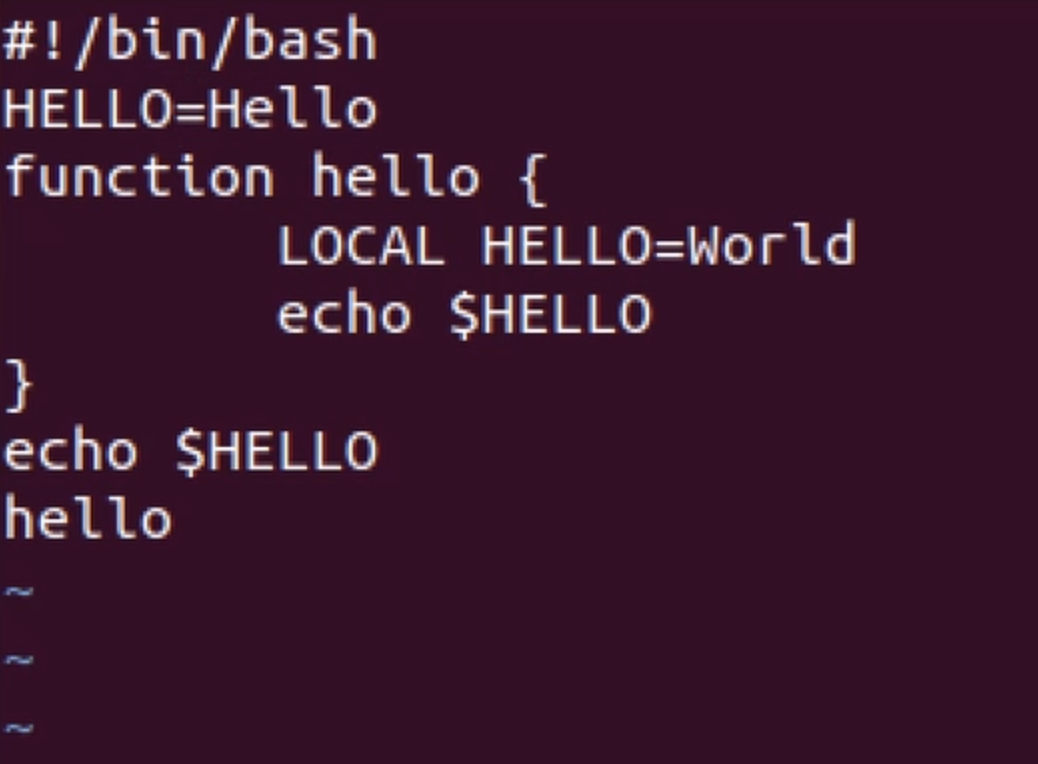 #!/bin/bash
HELLO=Hello
function hello {
        LOCAL HELLO=World
        echo $HELLO
}
echo $HELLO
hello
~
~
~